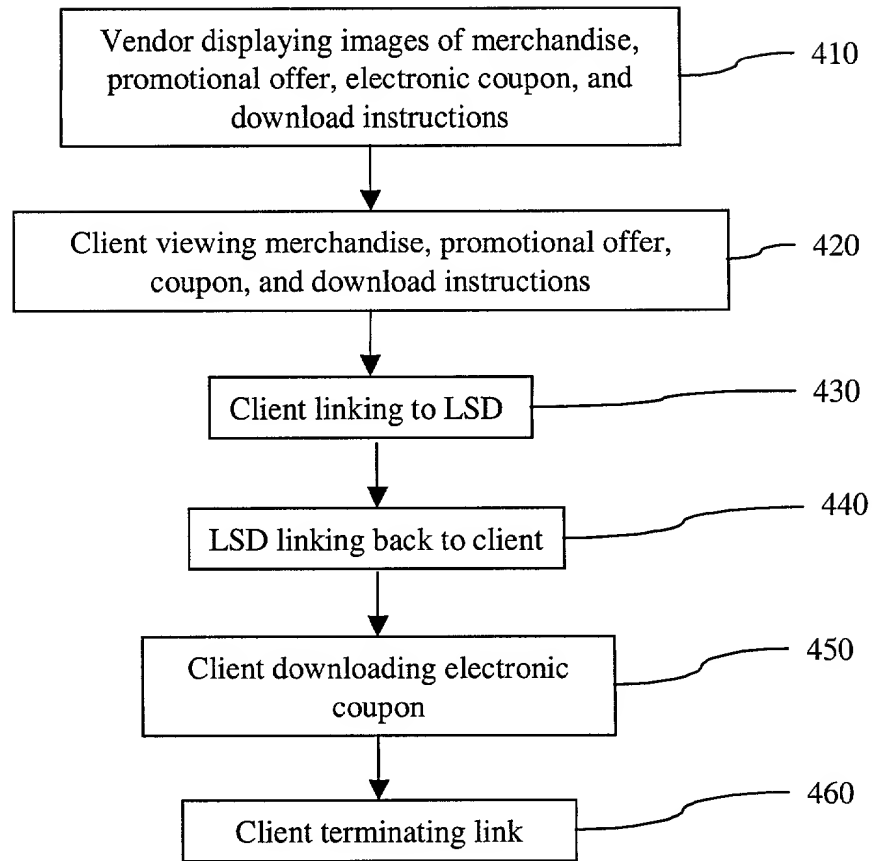 Vendor displaying images of merchandise,
promotional offer, electronic coupon, and
download instructions
410
Client viewing merchandise, promotional offer,
coupon, and download instructions
420
Client linking to LSD
430
LSD linking back to client
440
Client downloading electronic
coupon
450
Client terminating link
460